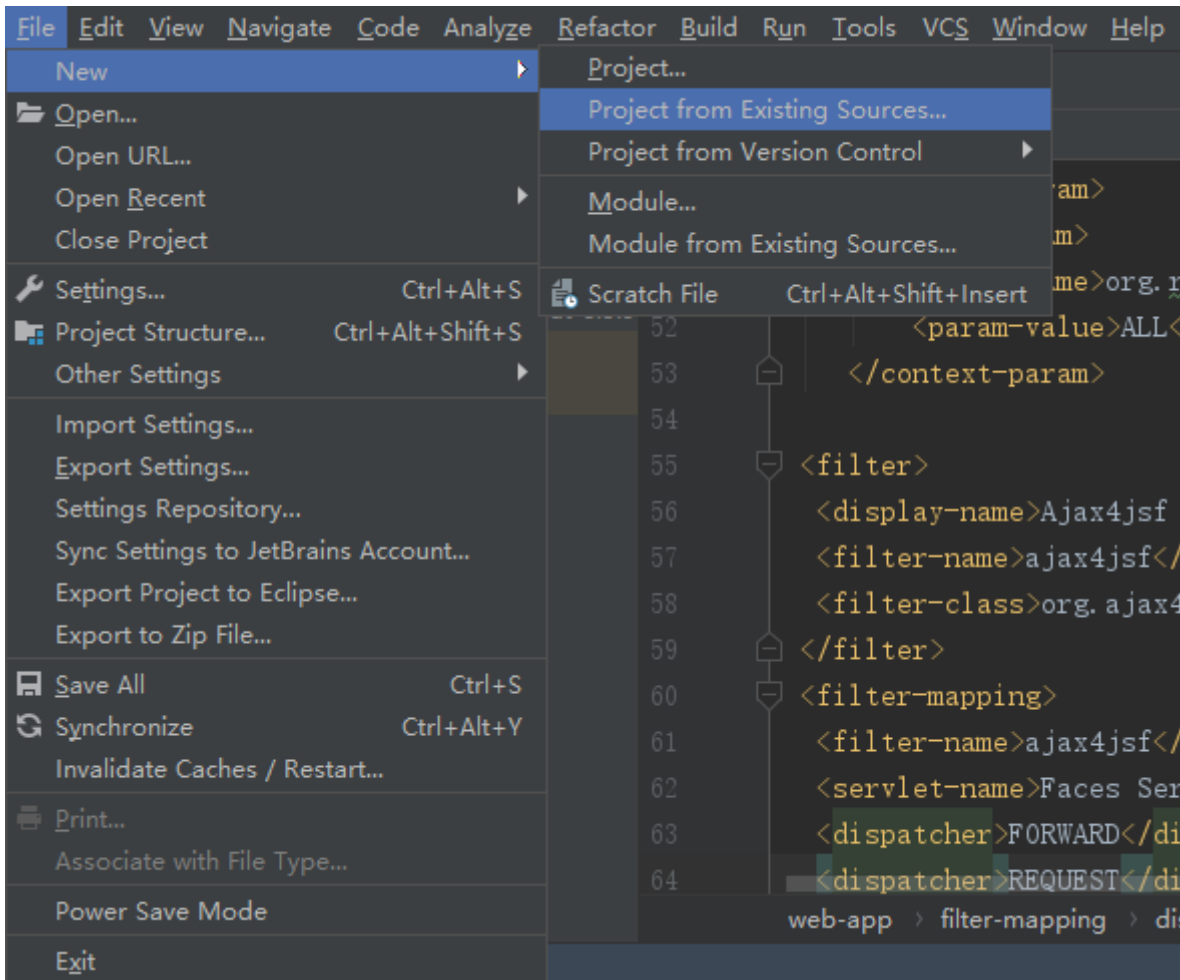 File Edit View Navigate Code Analyze Refactor Build Run Tools VCS Window Help
New
Open...
Open URL...
Open Recent
Close Project
Settings... Ctrl+Alt+S
Project Structure... Ctrl+Alt+Shift+S
Other Settings
Import Settings...
Export Settings...
Settings Repository...
Sync Settings to JetBrains Account...
Export Project to Eclipse...
Export to Zip File...
Save All Ctrl+S
Synchronize Ctrl+Alt+Y
Invalidate Caches / Restart...
Print...
Associate with File Type...
Power Save Mode
Exit
Project...
Project from Existing Sources...
Project from Version Control
Module...
Module from Existing Sources...
Scratch File Ctrl+Alt+Shift+Insert
am>
m>
me>org.r
52 <param-value>ALL<
53 </context-param>
54
55 <filter>
56 <display-name>Ajax4jsf
57 <filter-name>ajax4jsf</
58 <filter-class>org.ajax4
59 </filter>
60 <filter-mapping>
61 <filter-name>ajax4jsf</
62 <servlet-name>Faces Ser
63 <dispatcher>FORWARD</di
64 <dispatcher>REQUEST</di
web-app › filter-mapping › dis